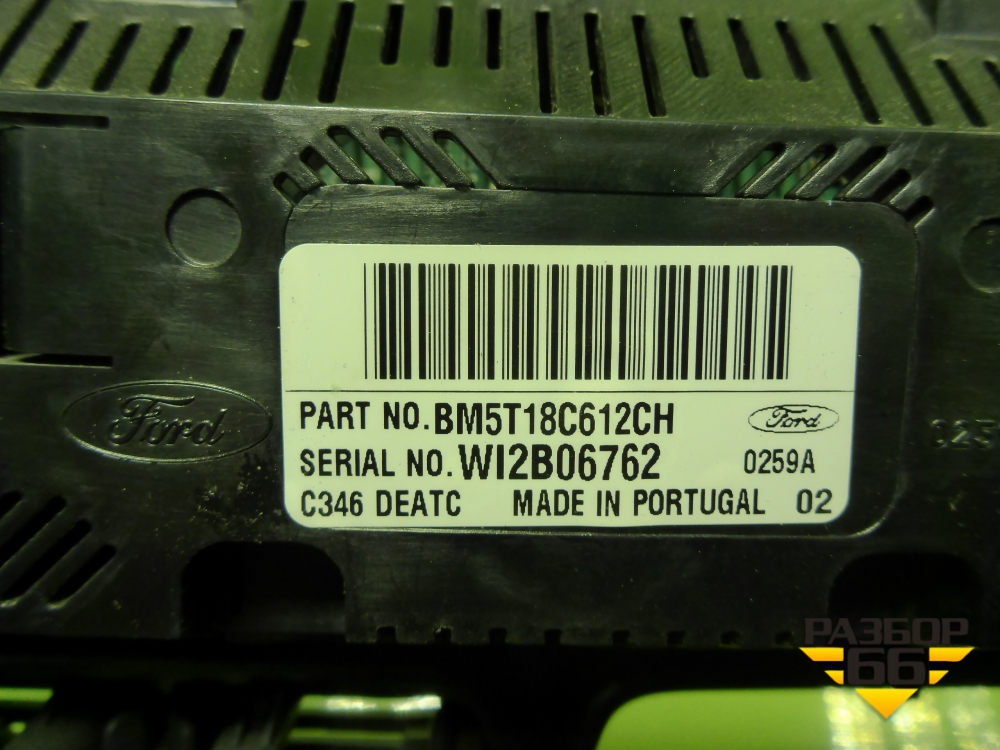 PART NO. BM5T18C612CH
Ford
SERIAL NO. WI2B06762 0259A
C346 DEATC MADE IN PORTUGAL 02
Ford
РАЗБОР
66